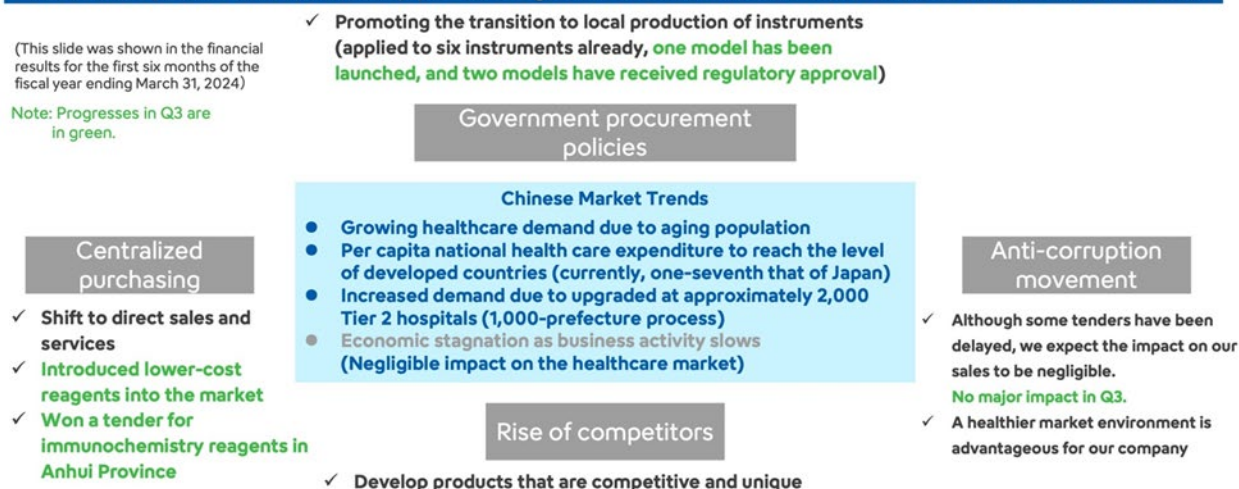 ✓ Promoting the transition to local production of instruments
(applied to six instruments already, one model has been
launched, and two models have received regulatory approval)
(This slide was shown in the financial
results for the first six months of the
fiscal year ending March 31, 2024)
Note: Progresses in Q3 are
in green.
Government procurement
policies
Chinese Market Trends
● Growing healthcare demand due to aging population
● Per capita national health care expenditure to reach the level
of developed countries (currently, one-seventh that of Japan)
● Increased demand due to upgraded at approximately 2,000
Tier 2 hospitals (1,000-prefecture process)
● Economic stagnation as business activity slows
(Negligible impact on the healthcare market)
Centralized
purchasing
✓ Shift to direct sales and
services
✓ Introduced lower-cost
reagents into the market
✓ Won a tender for
immunochemistry reagents in
Anhui Province
Anti-corruption
movement
✓ Although some tenders have been
delayed, we expect the impact on our
sales to be negligible.
No major impact in Q3.
✓ A healthier market environment is
advantageous for our company
Rise of competitors
✓ Develop products that are competitive and unique